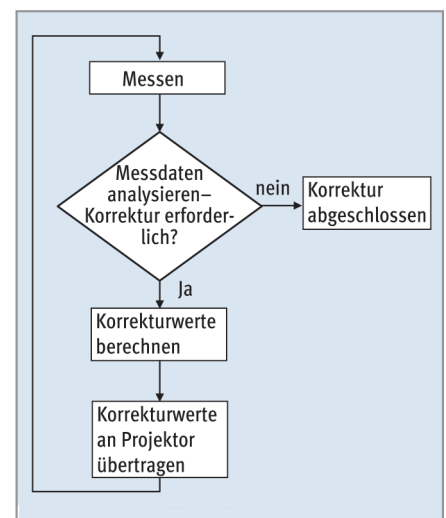 Messen
Messdaten
analysieren–
Korrektur erforder-
lich?
nein
Korrektur
abgeschlossen
Ja
Korrekturwerte
berechnen
Korrekturwerte
an Projektor
übertragen